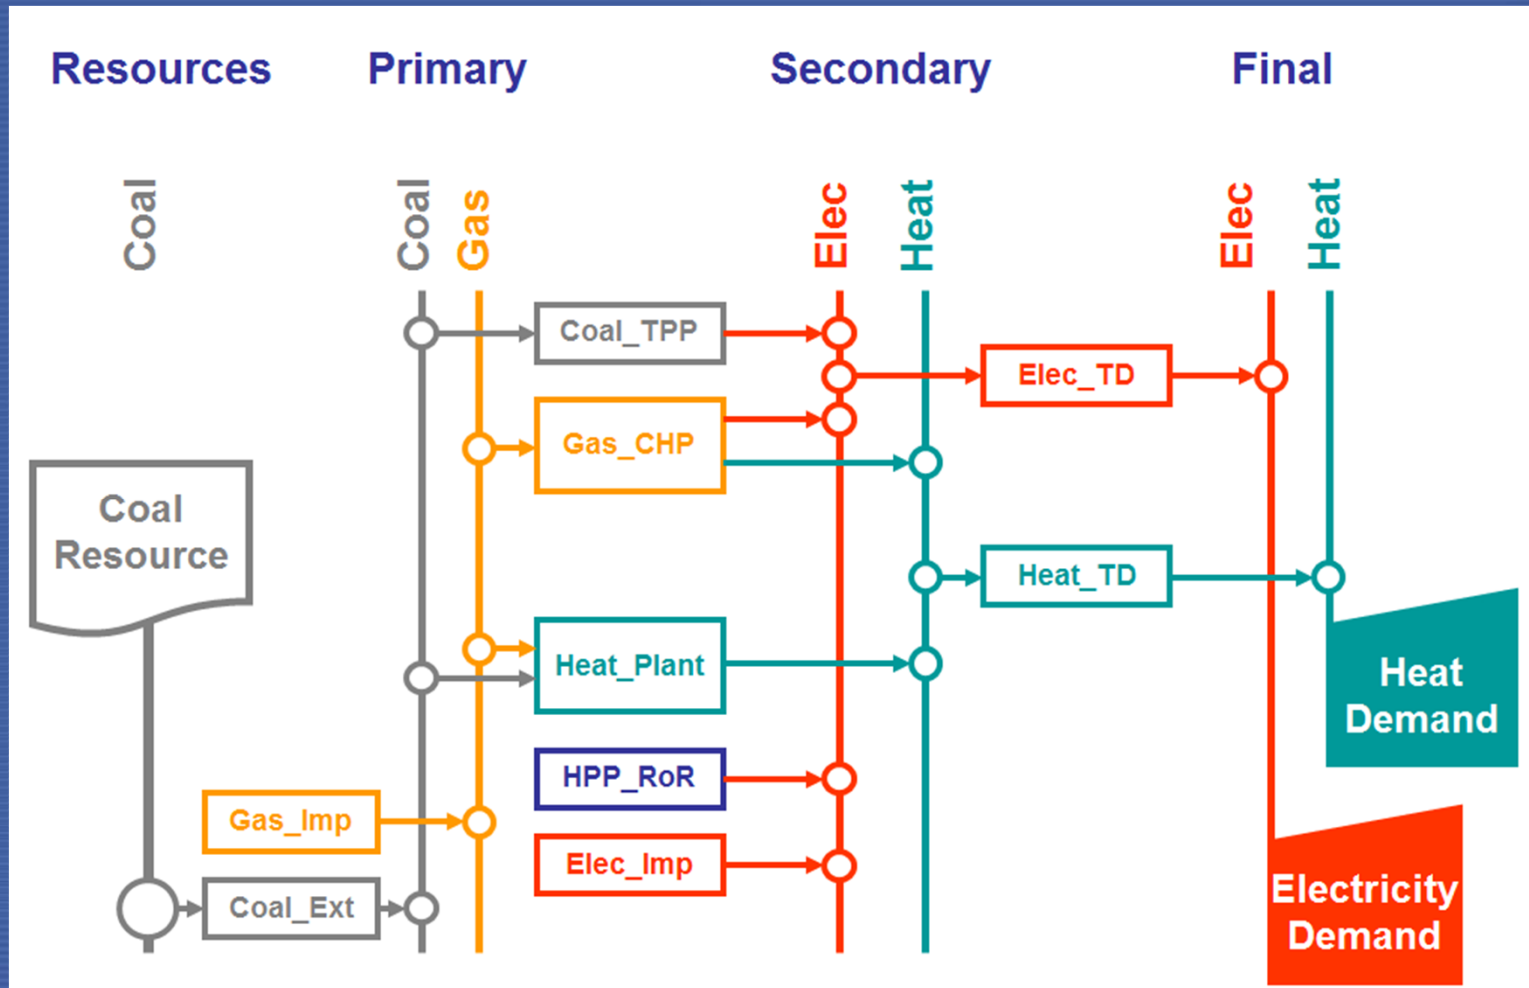 Resources
Primary
Secondary
Final
Coal
Coal
Gas
Elec
Heat
Elec
Heat
Coal_TPP
Elec_TD
Gas_CHP
Coal
Resource
Heat_TD
Heat_Plant
Heat
Demand
HPP_RoR
Gas_Imp
Elec_Imp
Coal_Ext
Electricity
Demand